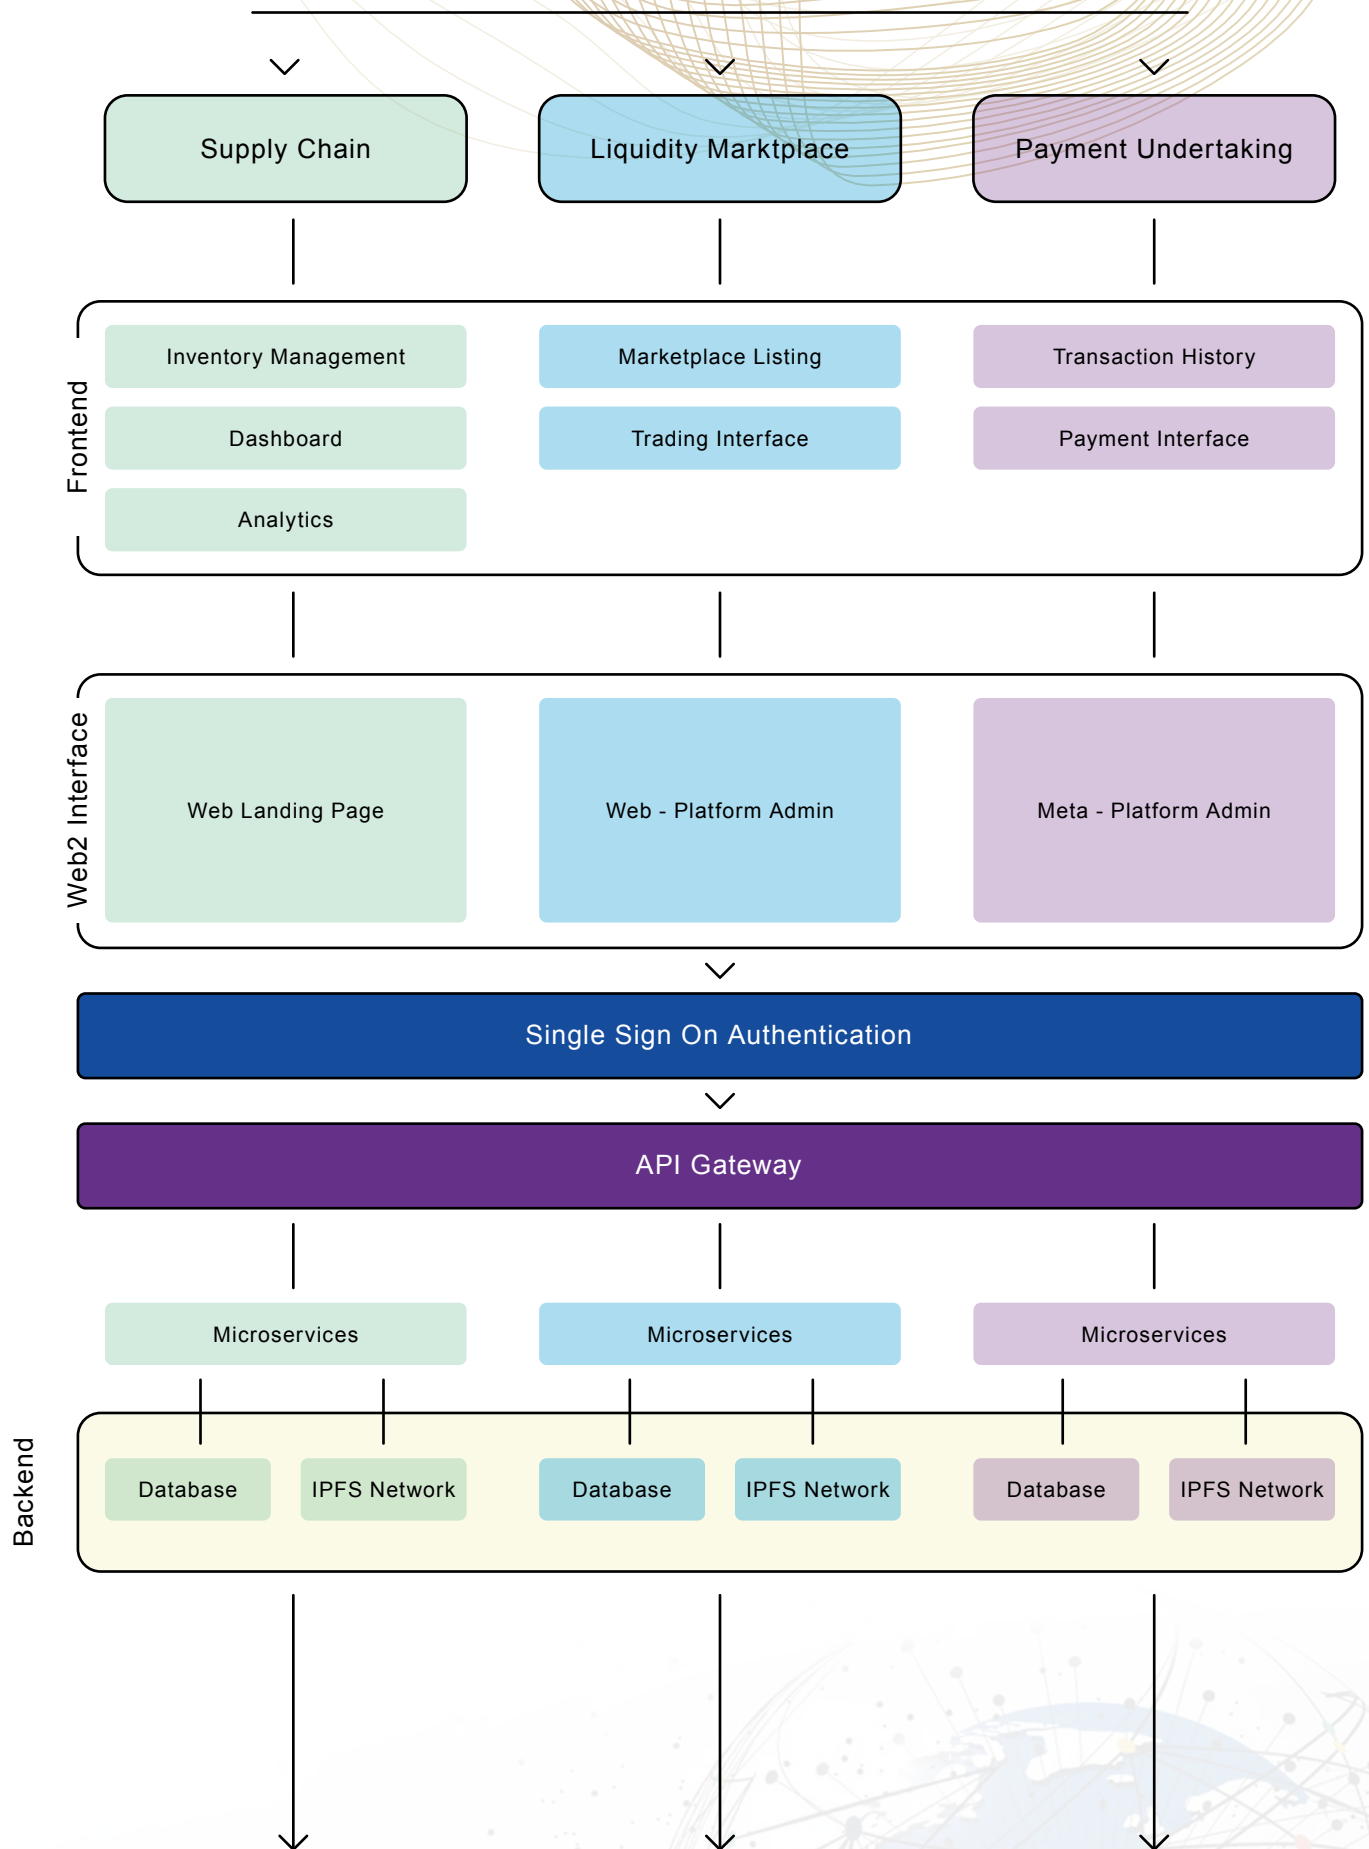 Supply Chain
Liquidity Marktplace
Payment Undertaking
Frontend
Inventory Management
Marketplace Listing
Transaction History
Dashboard
Trading Interface
Payment Interface
Analytics
Web2 Interface
Web Landing Page
Web - Platform Admin
Meta - Platform Admin
Single Sign On Authentication
API Gateway
Microservices
Microservices
Microservices
Backend
Database
IPFS Network
Database
IPFS Network
Database
IPFS Network